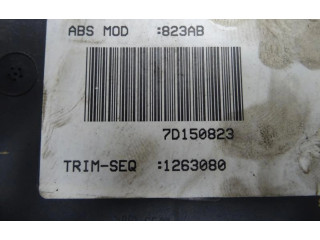 ABS MOD :823AB
7D150823
TRIM-SEQ :1263080